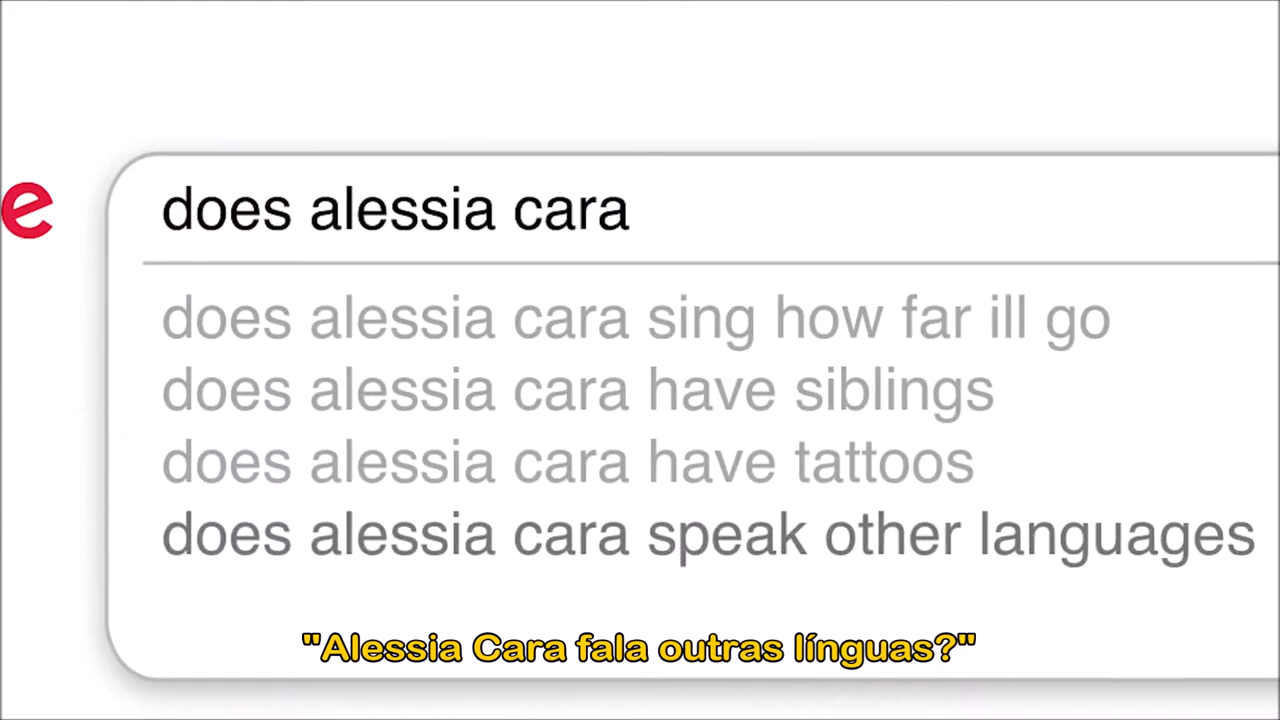 e
does alessia cara
does alessia cara sing how far ill go
does alessia cara have siblings
does alessia cara have tattoos
does alessia cara speak other languages
"Alessia Cara fala outras línguas?"